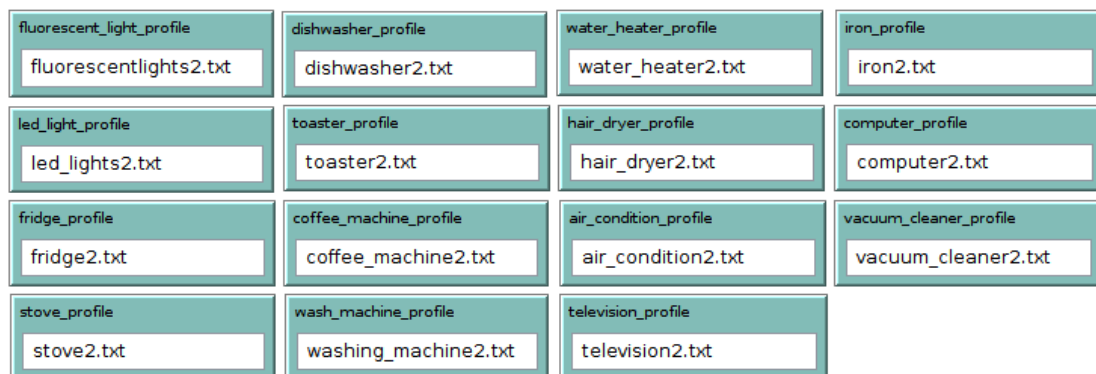 fluorescent_light_profile
fluorescentlights2.txt
dishwasher_profile
dishwasher2.txt
water_heater_profile
water_heater2.txt
iron_profile
iron2.txt
led_light_profile
led_lights2.txt
toaster_profile
toaster2.txt
hair_dryer_profile
hair_dryer2.txt
computer_profile
computer2.txt
fridge_profile
fridge2.txt
coffee_machine_profile
coffee_machine2.txt
air_condition_profile
air_condition2.txt
vacuum_cleaner_profile
vacuum_cleaner2.txt
stove_profile
stove2.txt
wash_machine_profile
washing_machine2.txt
television_profile
television2.txt